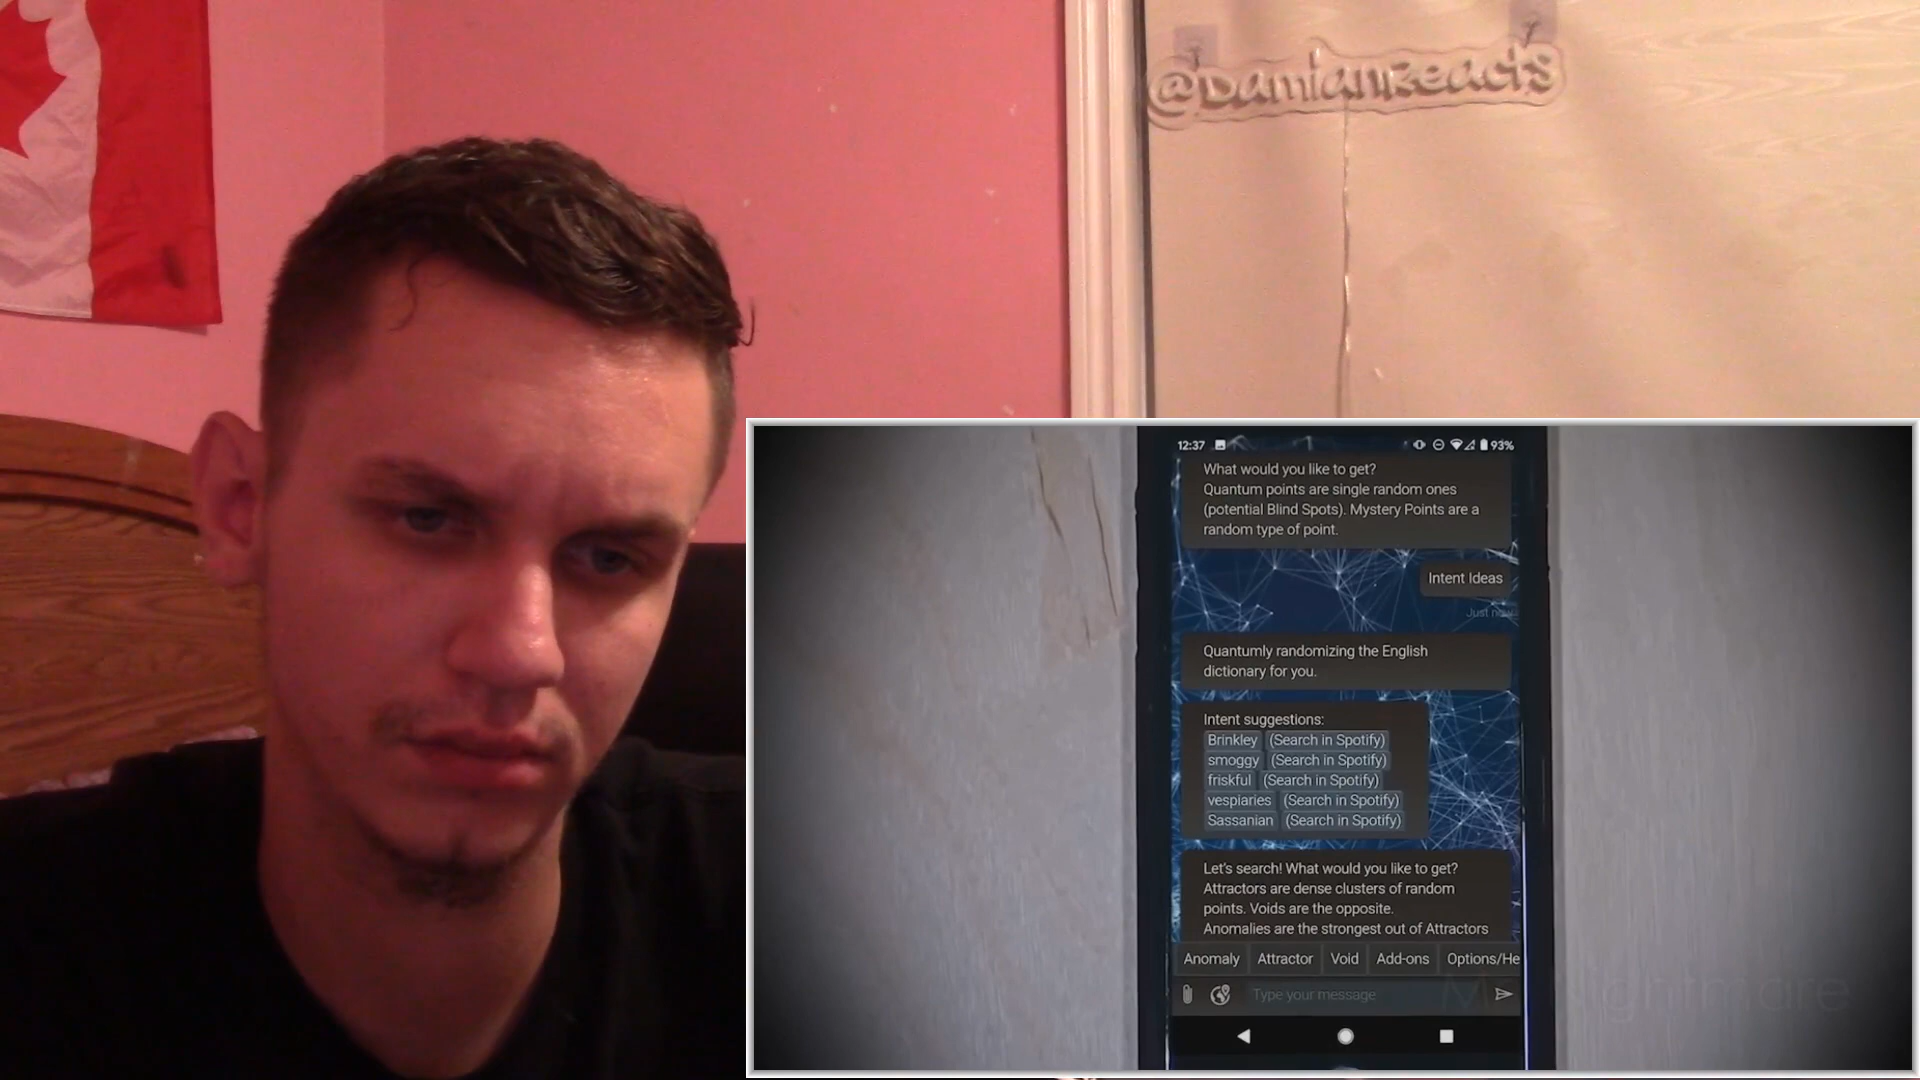 @DamianReacts
12:37
93%
What would you like to get?
Quantum points are single random ones
(potential Blind Spots). Mystery Points are a
random type of point.
Intent Ideas
Just now
Quantumly randomizing the English
dictionary for you.
Intent suggestions:
Brinkley (Search in Spotify)
smoggy (Search in Spotify)
friskful (Search in Spotify)
vespiaries (Search in Spotify)
Sassanian (Search in Spotify)
Let's search! What would you like to get?
Attractors are dense clusters of random
points. Voids are the opposite.
Anomalies are the strongest out of Attractors
Anomaly Attractor Void Add-ons Options/He
Type your message